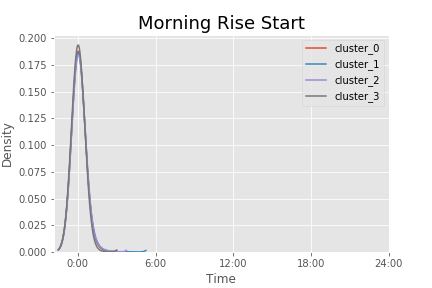 Morning Rise Start
cluster_0
cluster_1
cluster_2
cluster_3
0.200
0.175
0.150
0.125
0.100
0.075
0.050
0.025
0.000
Density
0:00 6:00 12:00 18:00 24:00
Time